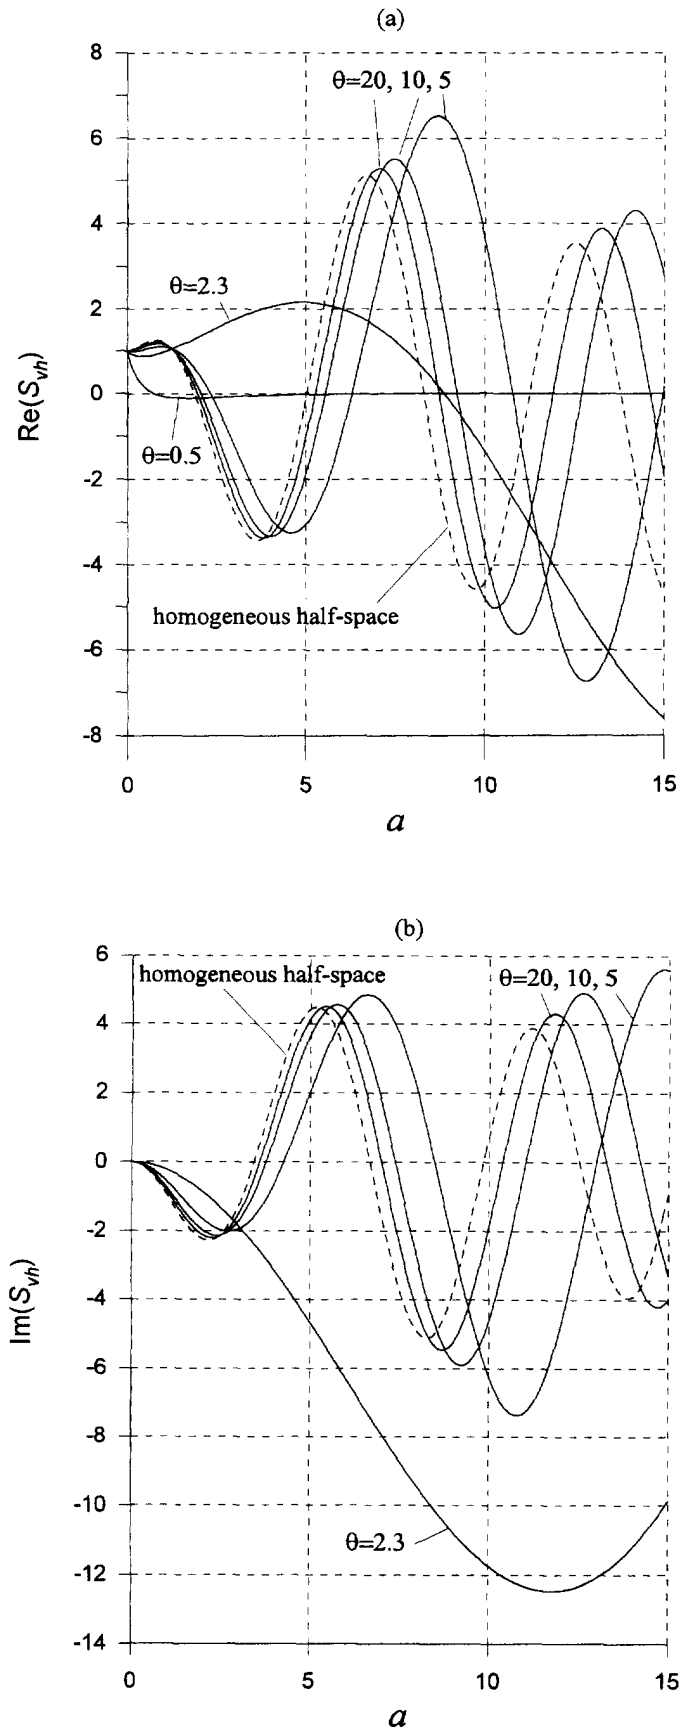 (a)
8
θ=20, 10, 5
6
4
θ=2.3
2
Re(Svh)
0
θ=0.5
-2
-4
homogeneous half-space
-6
-8
0 5 10 15
a
(b)
6
homogeneous half-space
θ=20, 10, 5
4
2
0
-2
Im(Svh)
-4
-6
-8
-10
θ=2.3
-12
-14
0 5 10 15
a